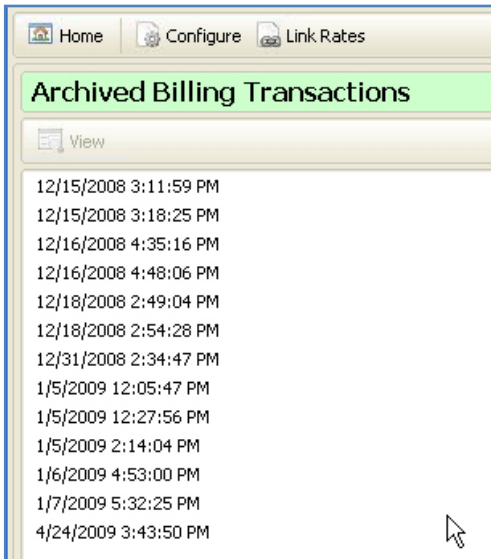 Home Configure Link Rates
Archived Billing Transactions
View
12/15/2008 3:11:59 PM
12/15/2008 3:18:25 PM
12/16/2008 4:35:16 PM
12/16/2008 4:48:06 PM
12/18/2008 2:49:04 PM
12/18/2008 2:54:28 PM
12/31/2008 2:34:47 PM
1/5/2009 12:05:47 PM
1/5/2009 12:27:56 PM
1/5/2009 2:14:04 PM
1/6/2009 4:53:00 PM
1/7/2009 5:32:25 PM
4/24/2009 3:43:50 PM